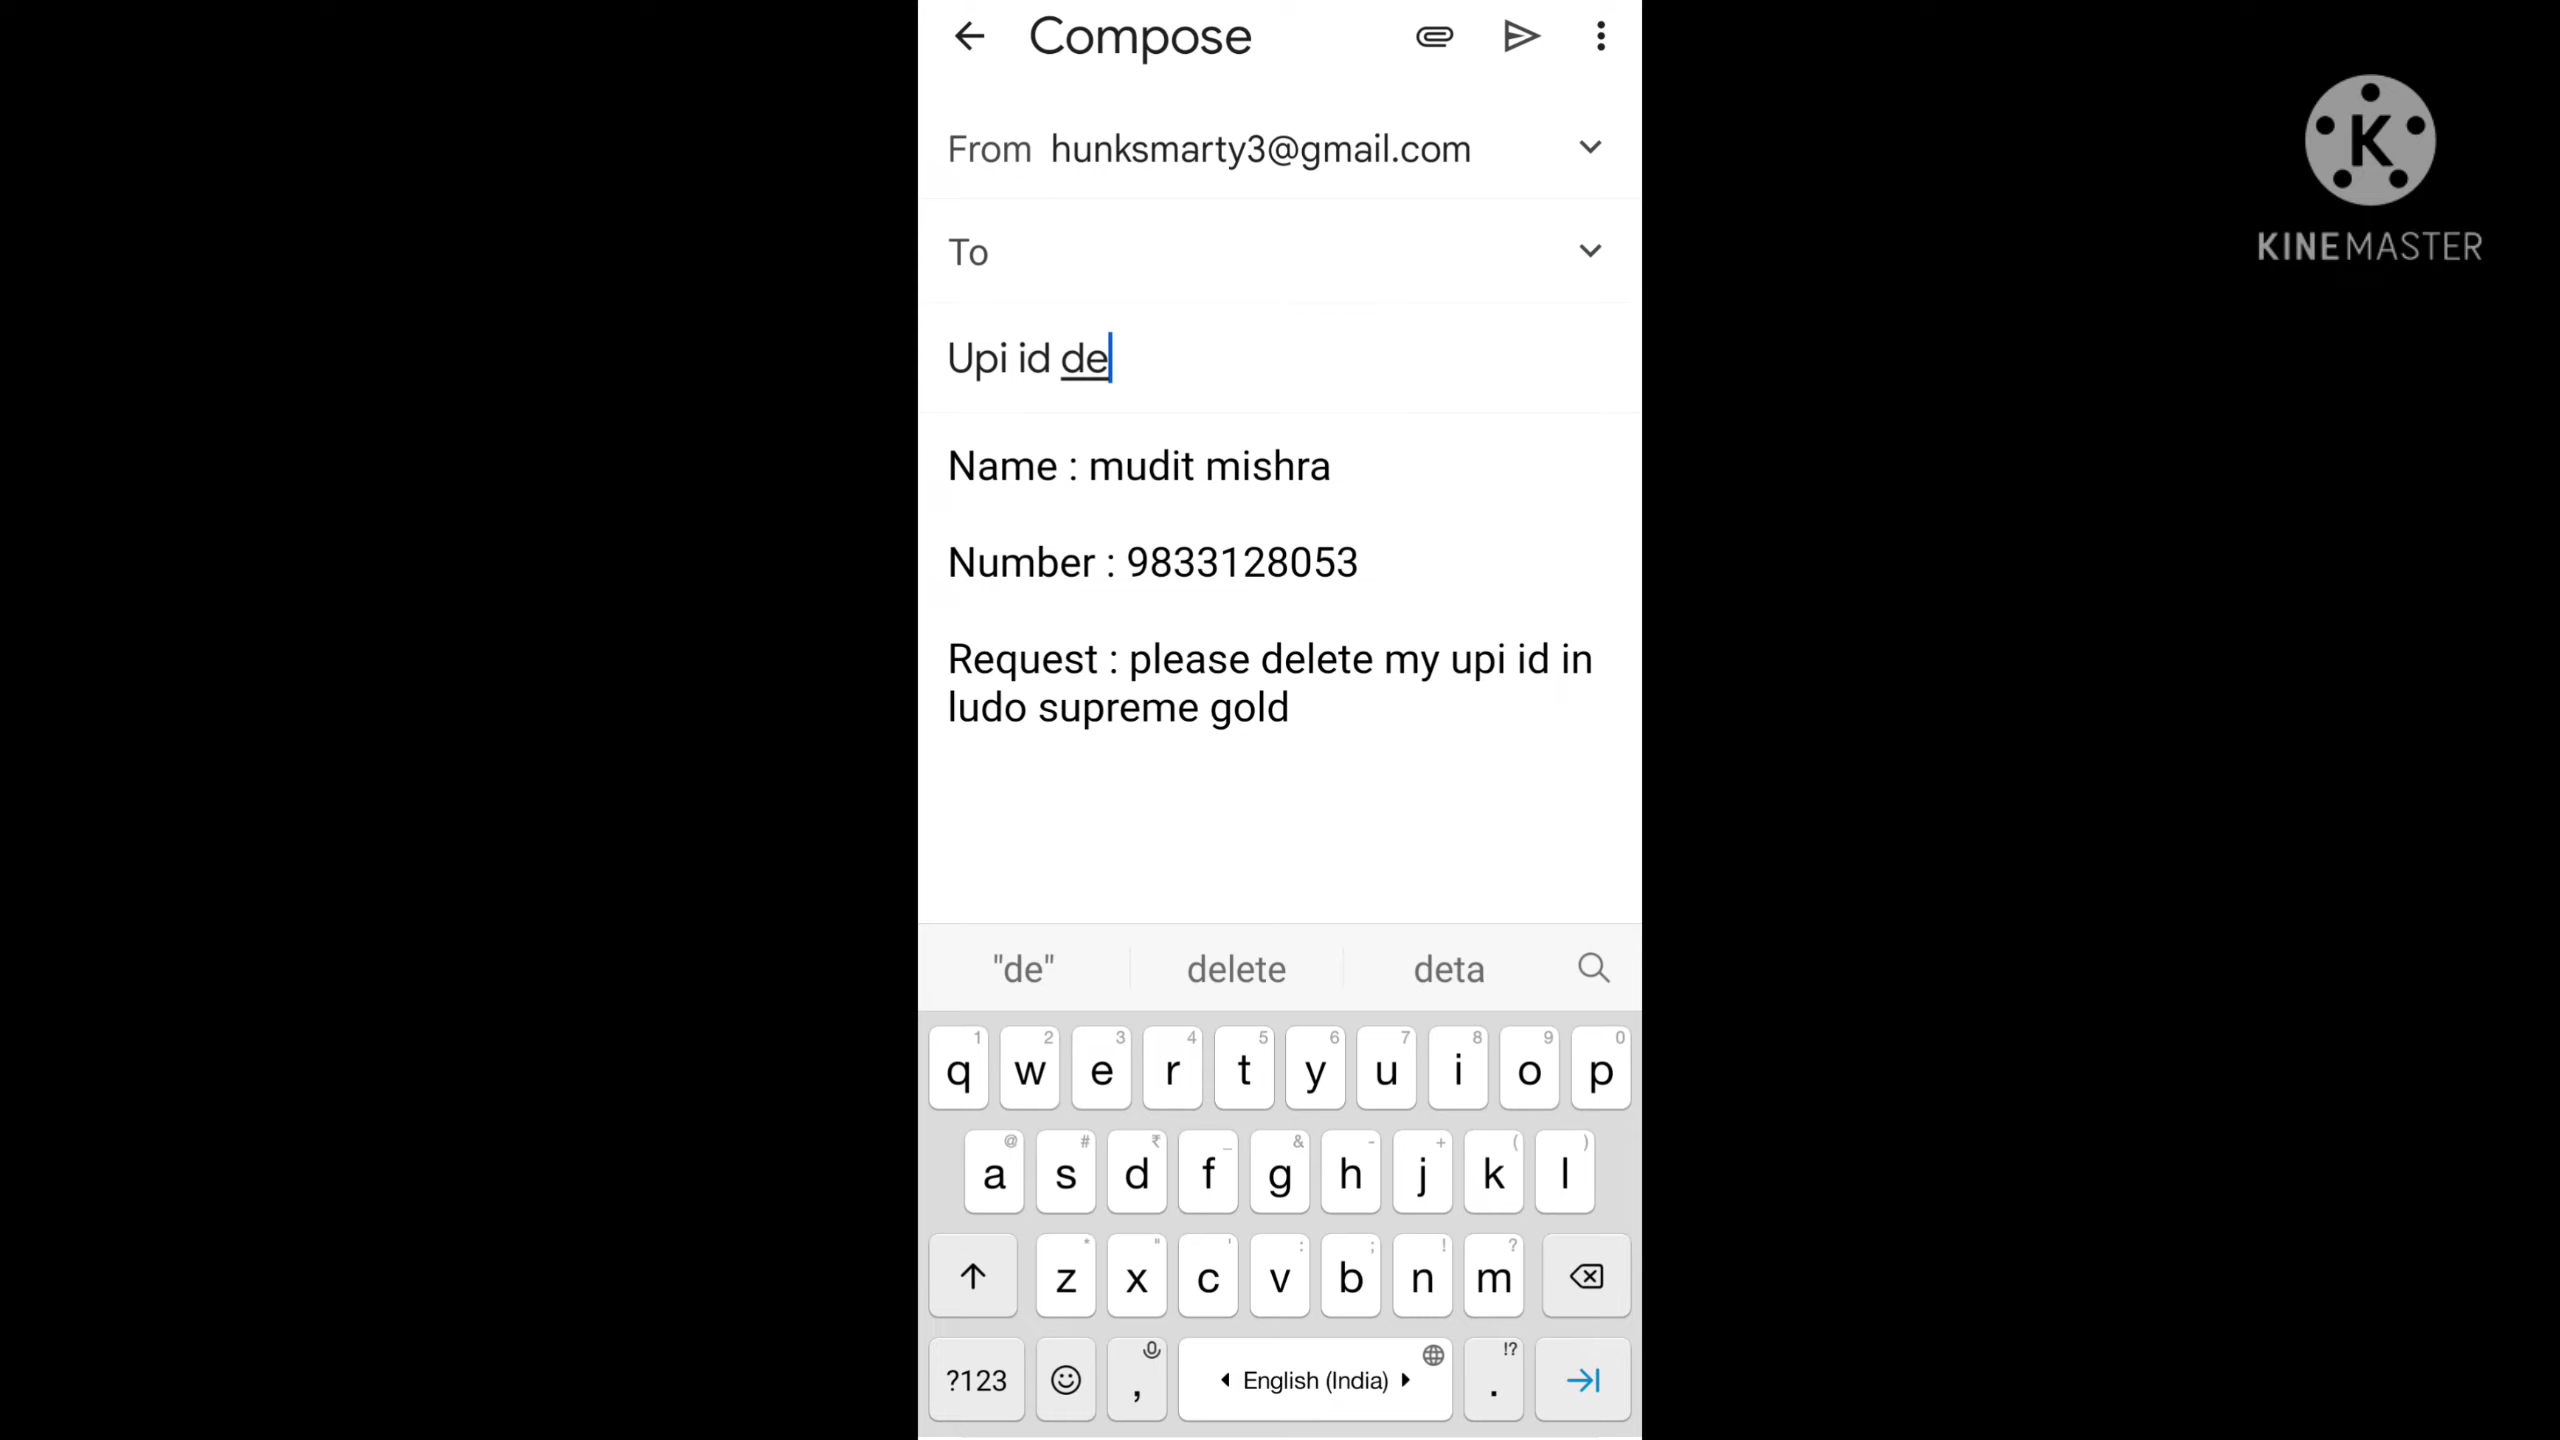 Compose
From hunksmarty3@gmail.com
To
Upi id de
Name : mudit mishra
Number : 9833128053
Request : please delete my upi id in
ludo supreme gold
"de" delete deta
1 2 3 4 5 6 7 8 9 0
q w e r t y u i o p
@ # ₹ _ & - + ( )
a s d f g h j k l
* " ' : ; ! ?
z x c v b n m
?123 , English (India) !? .
K
KINEMASTER